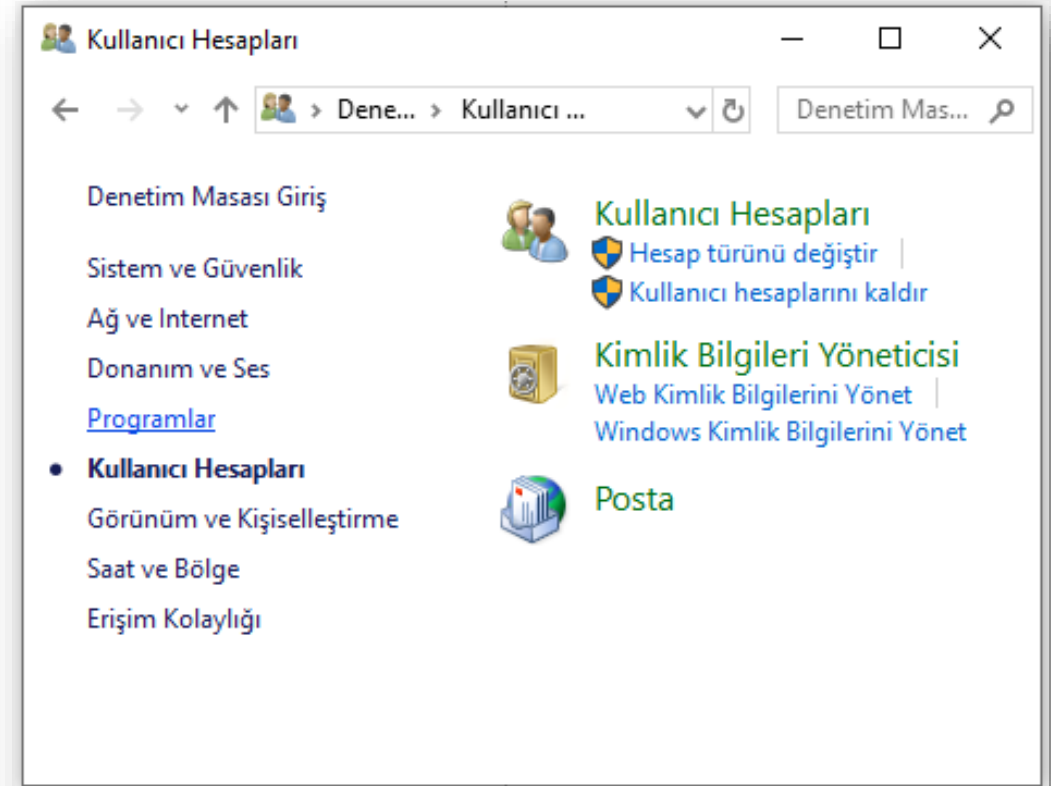 Kullanıcı Hesapları
Dene... Kullanıcı ... Denetim Mas...
Denetim Masası Giriş
Sistem ve Güvenlik
Ağ ve Internet
Donanım ve Ses
Programlar
Kullanıcı Hesapları
Görünüm ve Kişiselleştirme
Saat ve Bölge
Erişim Kolaylığı
Kullanıcı Hesapları
Hesap türünü değiştir
Kullanıcı hesaplarını kaldır
Kimlik Bilgileri Yöneticisi
Web Kimlik Bilgilerini Yönet
Windows Kimlik Bilgilerini Yönet
Posta